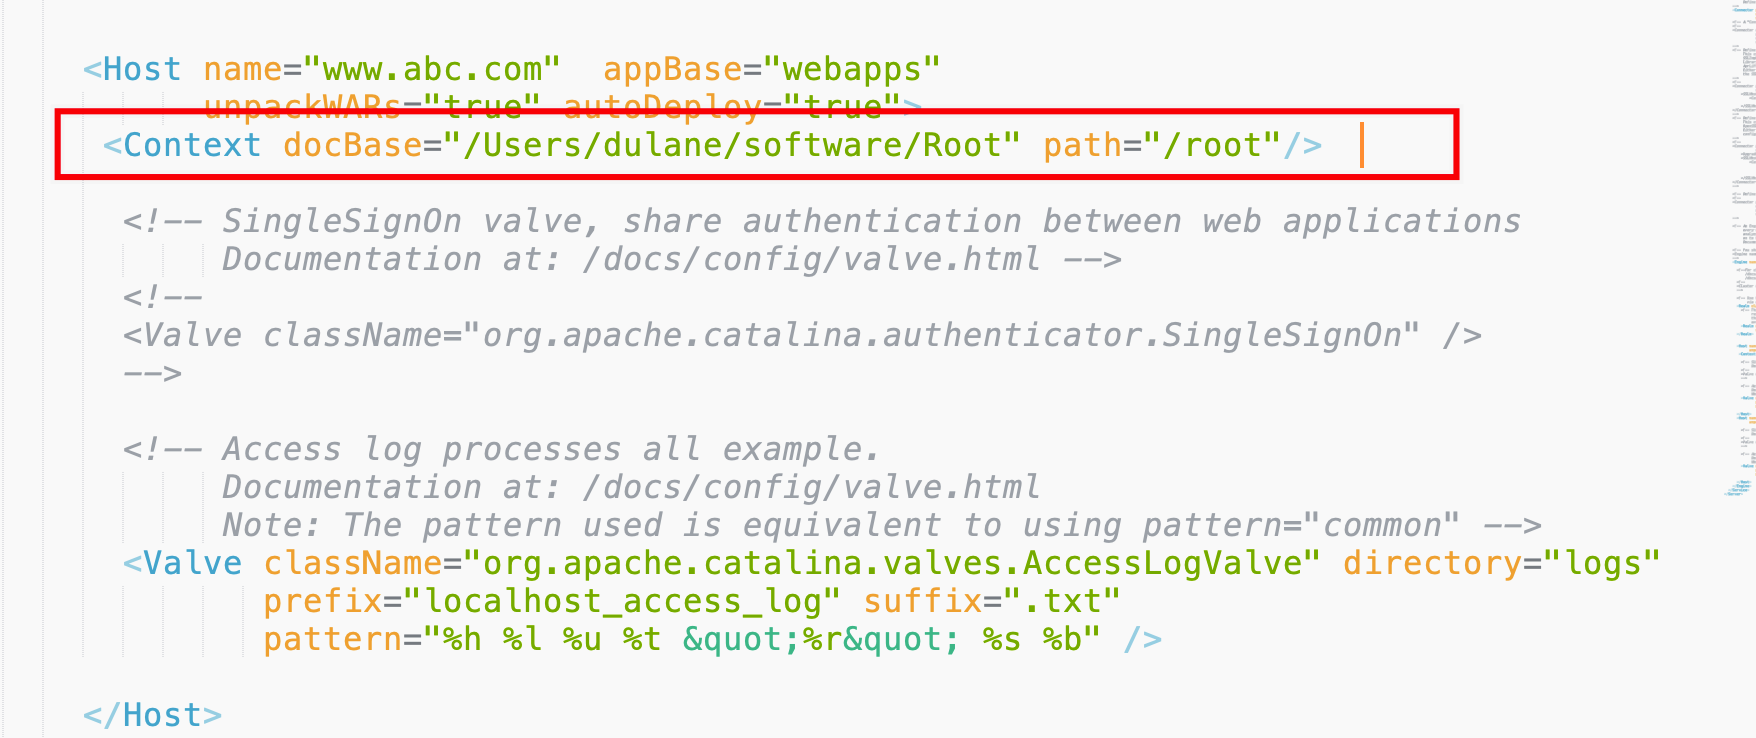 <Host name="www.abc.com"  appBase="webapps"
unpackWARs="true" autoDeploy="true">
<Context docBase="/Users/dulane/software/Root" path="/root"/>
<!-- SingleSignOn valve, share authentication between web applications
Documentation at: /docs/config/valve.html -->
<!--
<Valve className="org.apache.catalina.authenticator.SingleSignOn" />
-->
<!-- Access log processes all example.
Documentation at: /docs/config/valve.html
Note: The pattern used is equivalent to using pattern="common" -->
<Valve className="org.apache.catalina.valves.AccessLogValve" directory="logs"
prefix="localhost_access_log" suffix=".txt"
pattern="%h %l %u %t &quot;%r&quot; %s %b" />
</Host>